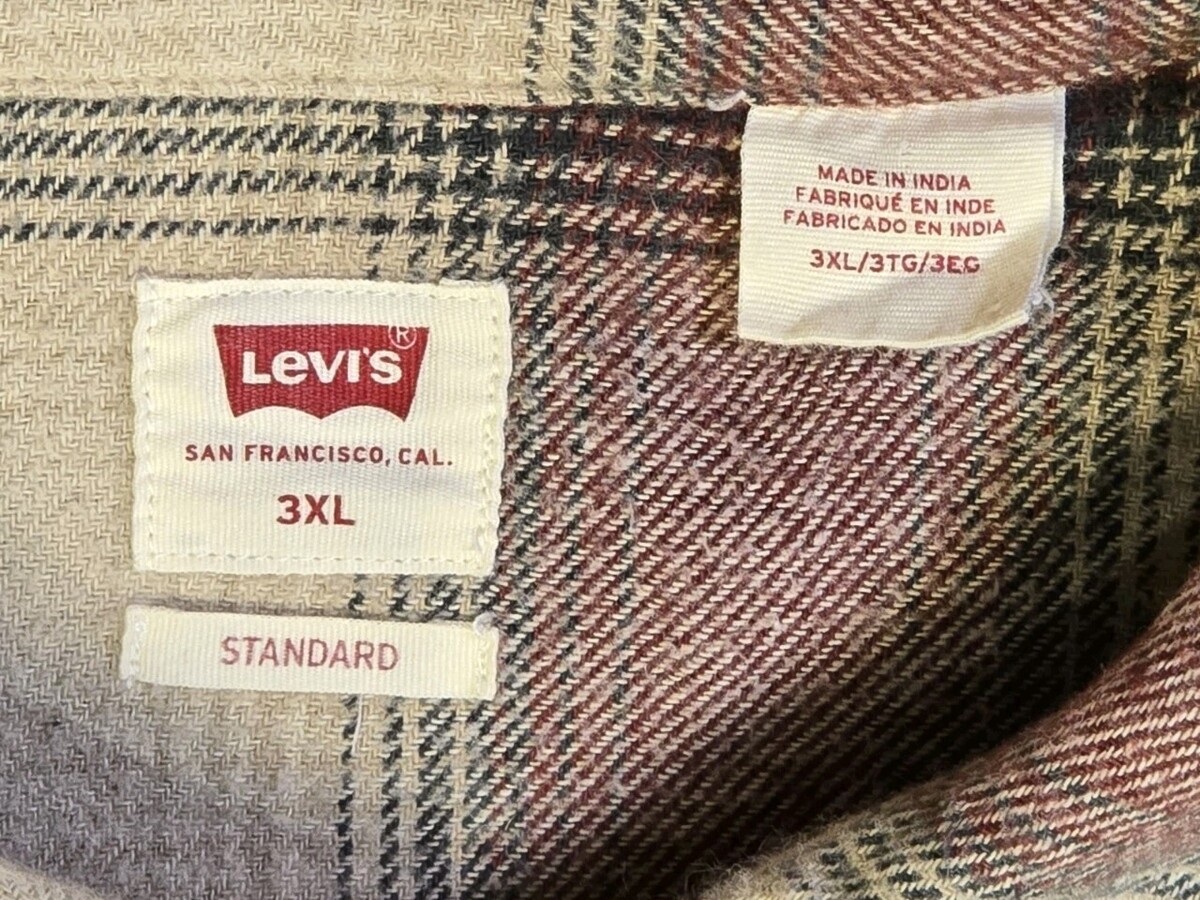 MADE IN INDIA
FABRIQUÉ EN INDE
FABRICADO EN INDIA
3XL/3TG/3EG
LEVI'S ®
SAN FRANCISCO, CAL.
3XL
STANDARD